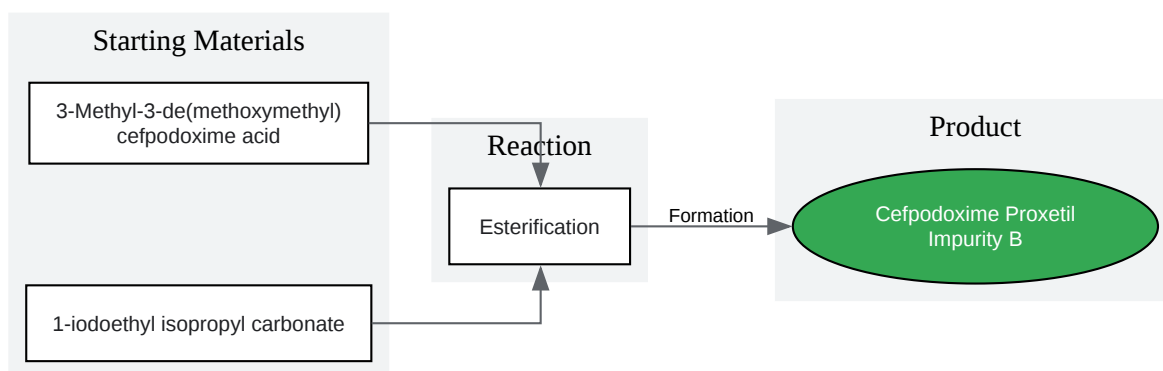 Starting Materials
3-Methyl-3-de(methoxymethyl)
cefpodoxime acid
1-iodoethyl isopropyl carbonate
Reaction
Esterification
Formation
Product
Cefpodoxime Proxetil
Impurity B